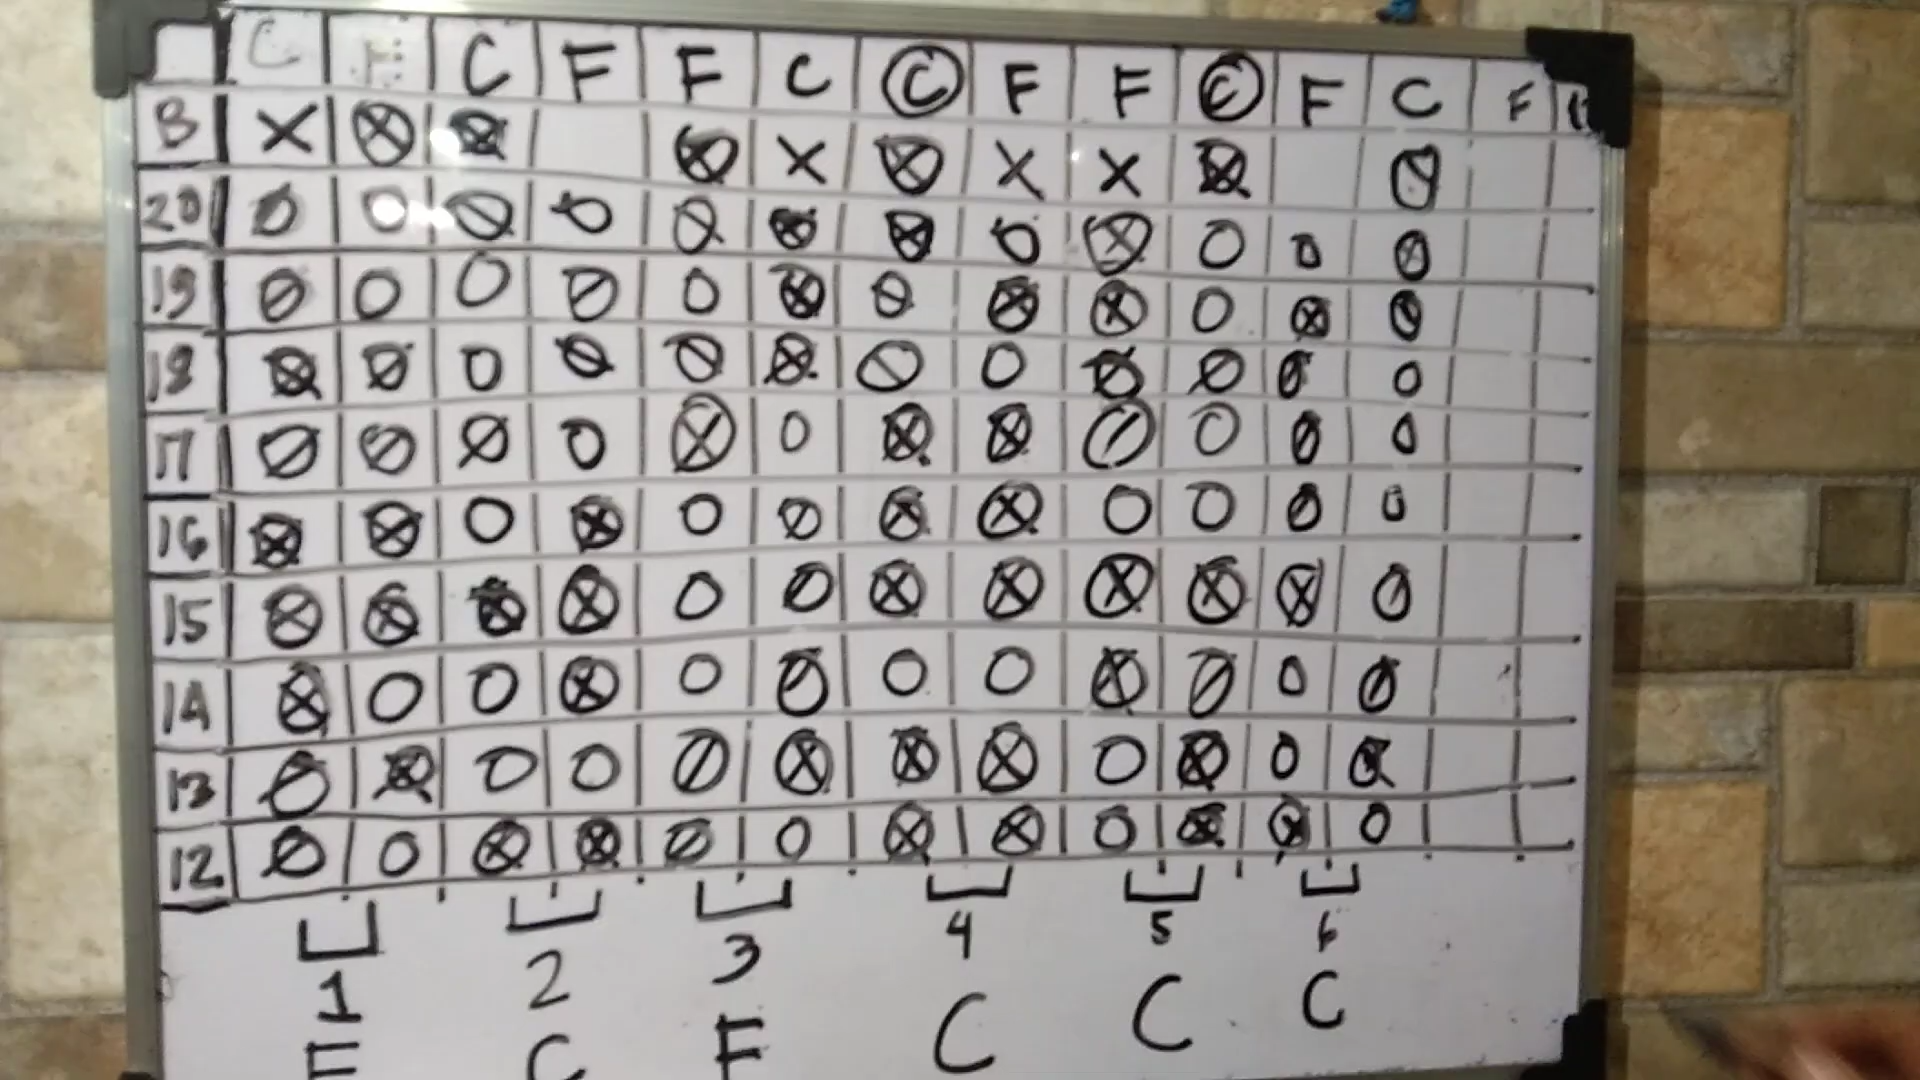 C F C F F C C F F C F C F
B X ⊗ ⊗ ⊗ X ⊗ X X ⊗ ∅
20 ∅ O ∅ O ∅ ⊗ ⊗ O ⊗ O O ∅
19 ∅ O O ∅ O ⊗ ∅ ⊗ ⊗ O ⊗ ∅
18 ⊗ ∅ O ∅ ∅ ⊗ ∅ O ∅ ∅ ∅ O
17 ∅ ∅ ∅ O ⊗ O ⊗ ⊗ ∅ O ∅ O
16 ⊗ ⊗ O ⊗ O ∅ ⊗ ⊗ O O ∅ O
15 ⊗ ⊗ ⊗ ⊗ O ∅ ⊗ ⊗ ⊗ ⊗ ⊗ ∅
14 ⊗ O O ⊗ O ∅ O O ⊗ ∅ O ∅
13 ∅ ⊗ O O ∅ ⊗ ⊗ ⊗ O ⊗ O ⊗
12 ∅ O ⊗ ⊗ ∅ O ⊗ ⊗ O ⊗ ⊗ O
1 2 3 4 5 6
F C F C C C